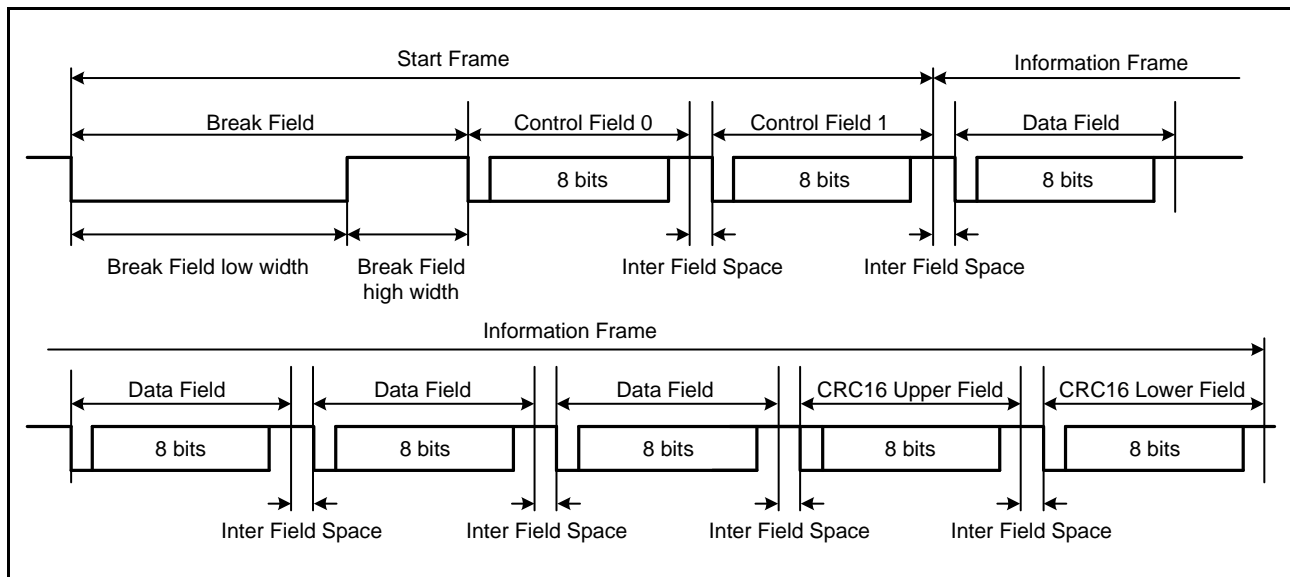 Start Frame
Information Frame
Break Field
Control Field 0
Control Field 1
Data Field
8 bits
8 bits
8 bits
Break Field low width
Break Field
high width
Inter Field Space
Inter Field Space
Information Frame
Data Field
Data Field
Data Field
CRC16 Upper Field
CRC16 Lower Field
8 bits
8 bits
8 bits
8 bits
8 bits
Inter Field Space
Inter Field Space
Inter Field Space
Inter Field Space